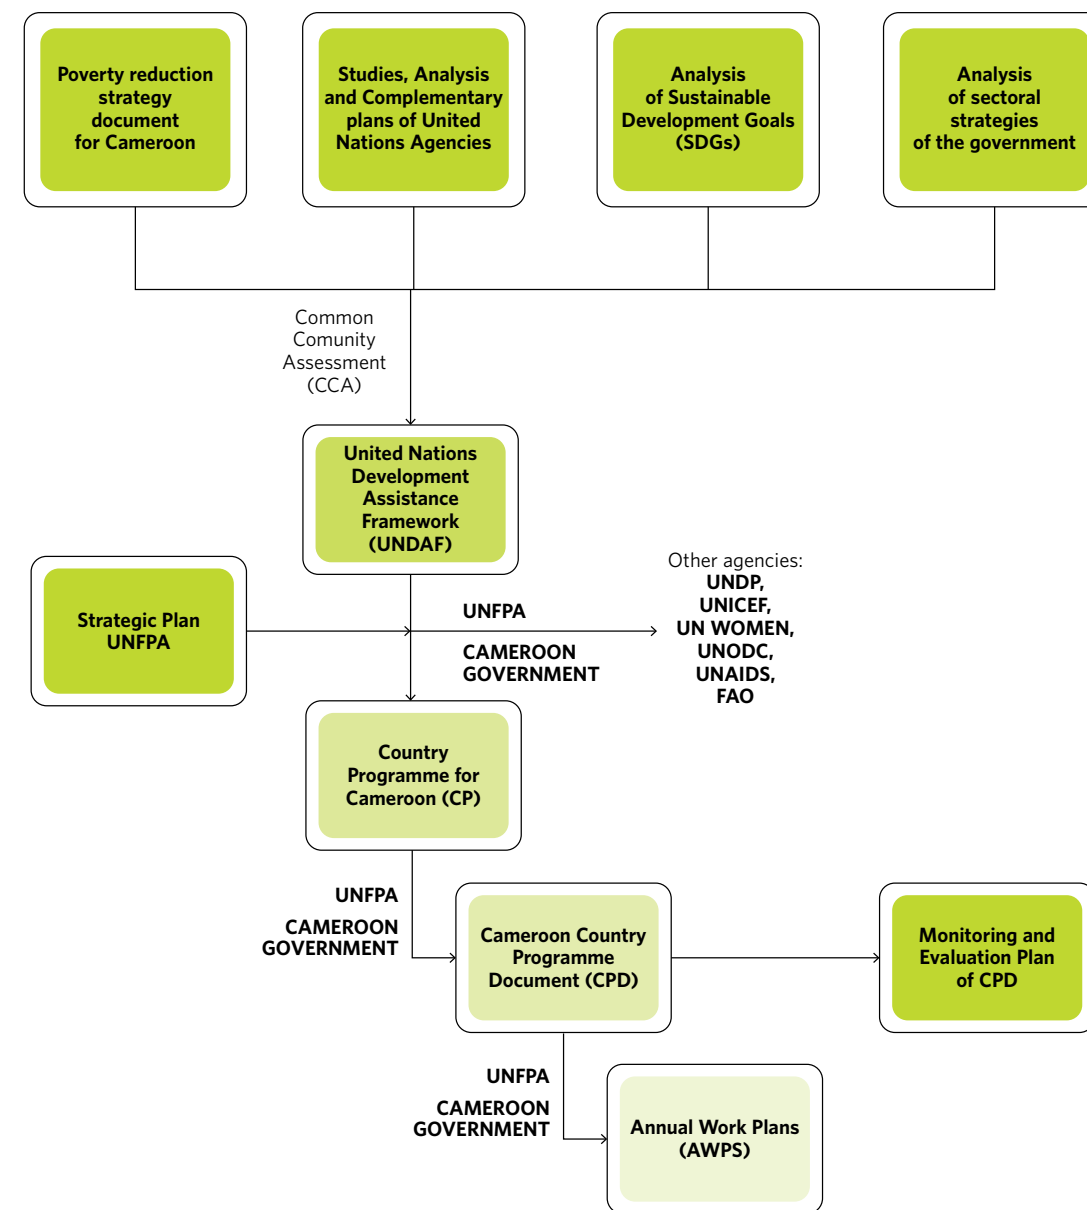 Poverty reduction
strategy
document
for Cameroon
Studies, Analysis
and Complementary
plans of United
Nations Agencies
Analysis
of Sustainable
Development Goals
(SDGs)
Analysis
of sectoral
strategies
of the government
Common
Comunity
Assessment
(CCA)
United Nations
Development
Assistance
Framework
(UNDAF)
Strategic Plan
UNFPA
UNFPA
CAMEROON
GOVERNMENT
Other agencies:
UNDP,
UNICEF,
UN WOMEN,
UNODC,
UNAIDS,
FAO
Country
Programme for
Cameroon (CP)
UNFPA
CAMEROON
GOVERNMENT
Cameroon Country
Programme
Document (CPD)
Monitoring and
Evaluation Plan
of CPD
UNFPA
CAMEROON
GOVERNMENT
Annual Work Plans
(AWPS)